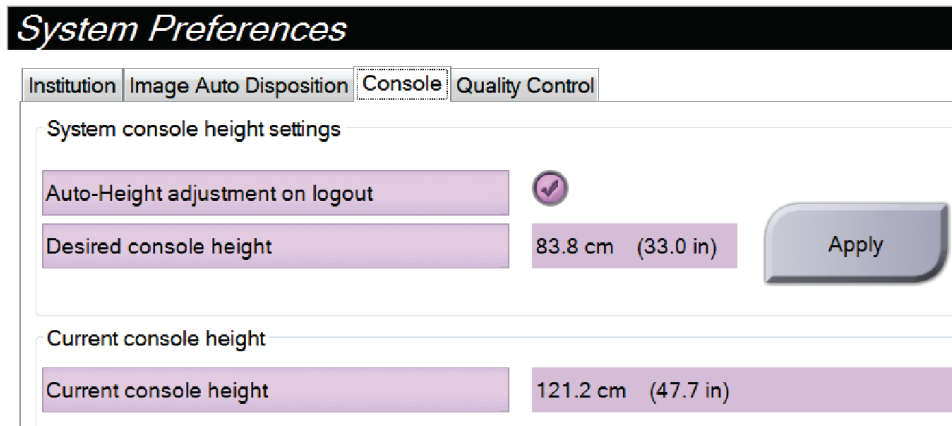 System Preferences
Institution Image Auto Disposition Console Quality Control
System console height settings
Auto-Height adjustment on logout
Desired console height 83.8 cm (33.0 in) Apply
Current console height
Current console height 121.2 cm (47.7 in)